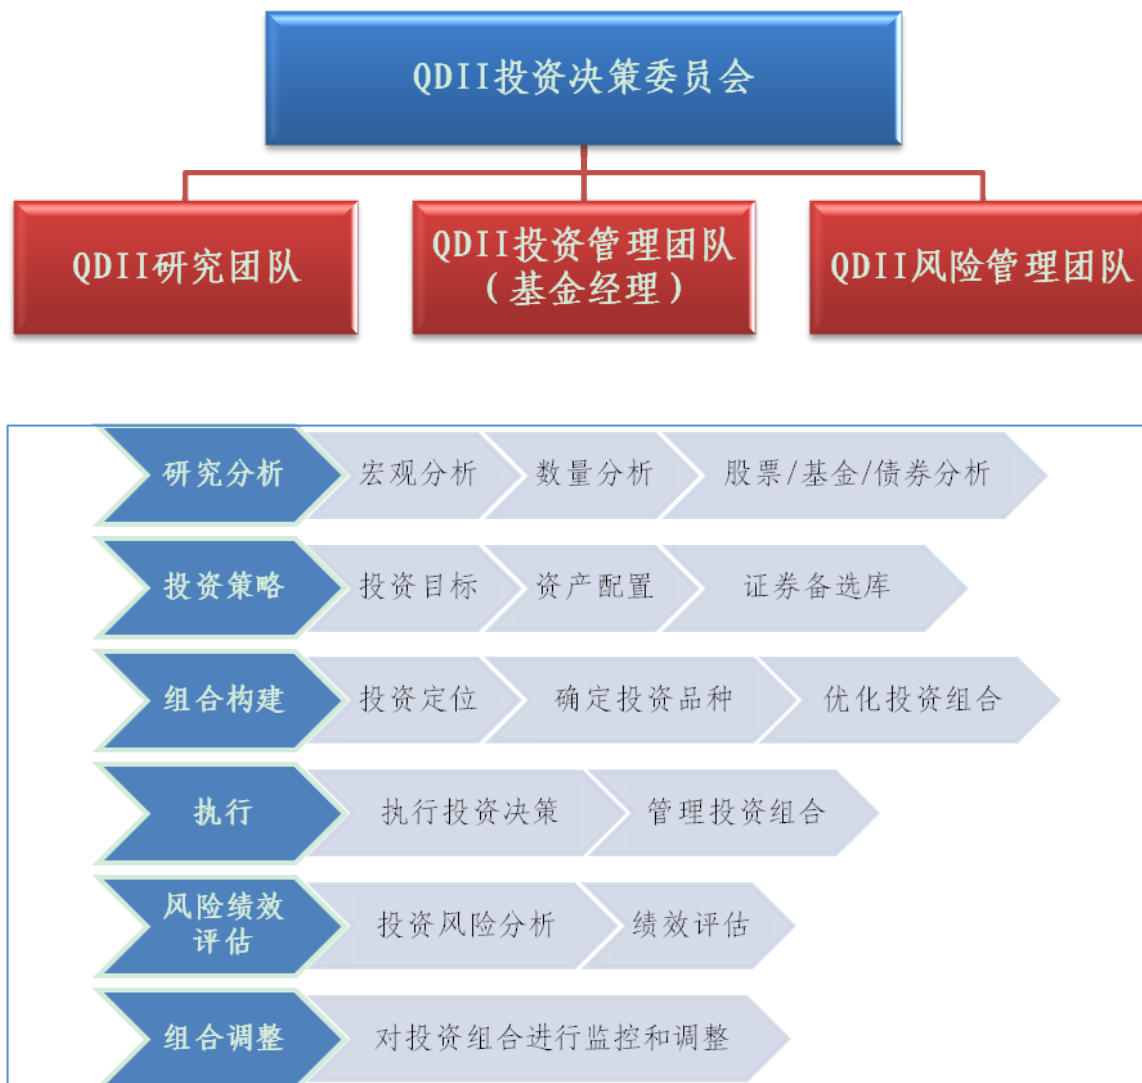 QDII投资决策委员会
QDII研究团队
QDII投资管理团队
(基金经理)
QDII风险管理团队
研究分析
宏观分析
数量分析
股票/基金/债券分析
投资策略
投资目标
资产配置
证券备选库
组合构建
投资定位
确定投资品种
优化投资组合
执行
执行投资决策
管理投资组合
风险绩效
评估
投资风险分析
绩效评估
组合调整
对投资组合进行监控和调整